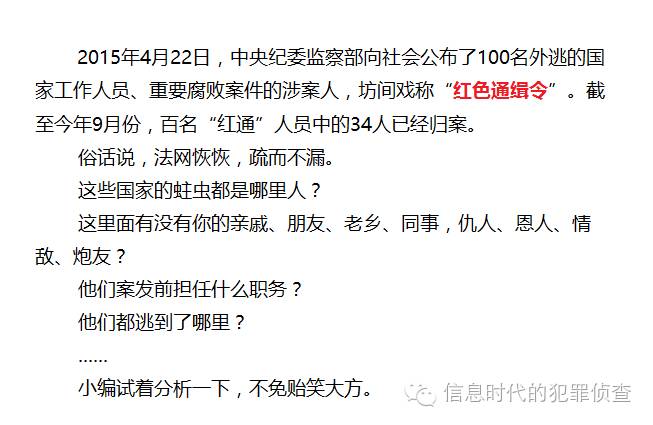 2015年4月22日，中央纪委监察部向社会公布了100名外逃的国
家工作人员、重要腐败案件的涉案人，坊间戏称“红色通缉令”。截
至今年9月份，百名“红通”人员中的34人已经归案。
俗话说，法网恢恢，疏而不漏。
这些国家的蛀虫都是哪里人？
这里面有没有你的亲戚、朋友、老乡、同事，仇人、恩人、情
敌、炮友？
他们案发前担任什么职务？
他们都逃到了哪里？
......
小编试着分析一下，不免贻笑大方。
信息时代的犯罪侦查